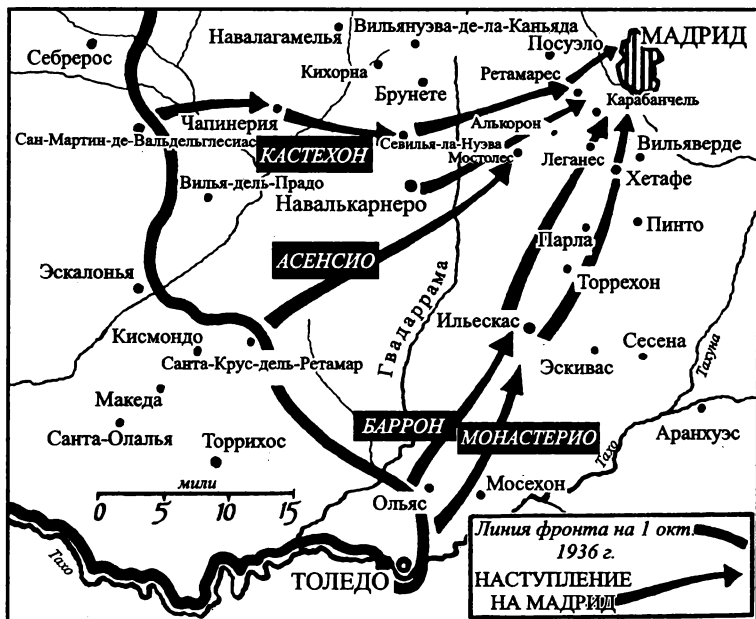 МАДРИД
Вильянуэва-де-ла-Каньяда
Навалагамелья
Посуэло
Себрерос
Кихорна
Ретамарес
Брунете
Карабанчель
Чапинерия
Алькорон
Сан-Мартин-де-Вальдельглесиас
Севилья-ла-Нуэва
Вильяверде
КАСТЕХОН
Мостолес
Леганес
Хетафе
Вилья-дель-Прадо
Навалькарнеро
Пинто
Парла
АСЕНСИО
Эскалонья
Торрехон
Гвадаррама
Ильескас
Кисмондо
Сесена
Санта-Крус-дель-Ретамар
Эскивас
Тахуна
Македа
Аранхуэс
Санта-Олалья
БАРРОН
МОНАСТЕРИО
Торрихос
Тахо
мили
Мосехон
0 5 10 15
Ольяс
Линия фронта на 1 окт.
1936 г.
Тахо
ТОЛЕДО
НАСТУПЛЕНИЕ
НА МАДРИД